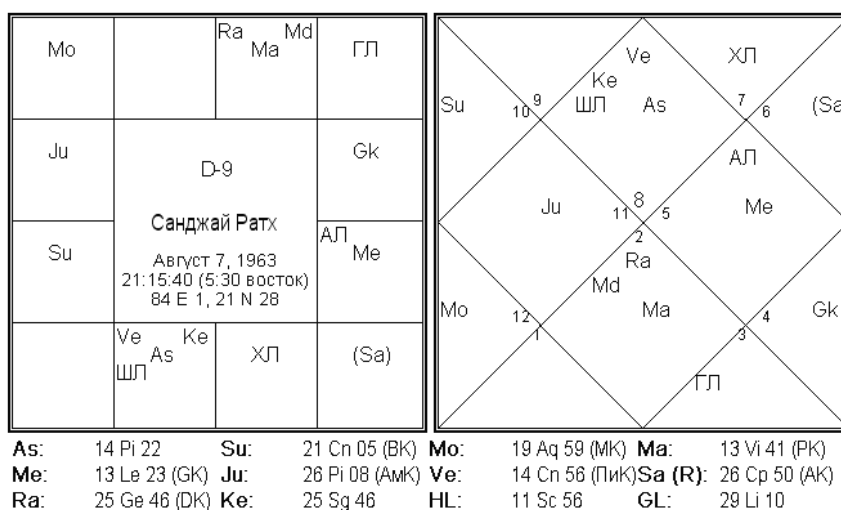 Mo
Ra
Md
Ma
ГЛ
Ju
Gk
D-9
Санджай Ратх
Август 7, 1963
21:15:40 (5:30 восток)
84 E 1, 21 N 28
Su
АЛ
Me
Ve
Ke
As
ШЛ
ХЛ
(Sa)
Ve
ХЛ
Ke
Su
9
ШЛ
As
7
(Sa
10
6
АЛ
Ju
8
Me
11
5
2
Ra
Md
Mo
Ma
Gk
12
4
1
3
ГЛ
As: 14 Pi 22 Su: 21 Cn 05 (BK) Mo: 19 Aq 59 (MK) Ma: 13 Vi 41 (PK)
Me: 13 Le 23 (GK) Ju: 26 Pi 08 (АмК) Ve: 14 Cn 56 (ПиК) Sa (R): 26 Cp 50 (AK)
Ra: 25 Ge 46 (DK) Ke: 25 Sg 46 HL: 11 Sc 56 GL: 29 Li 10